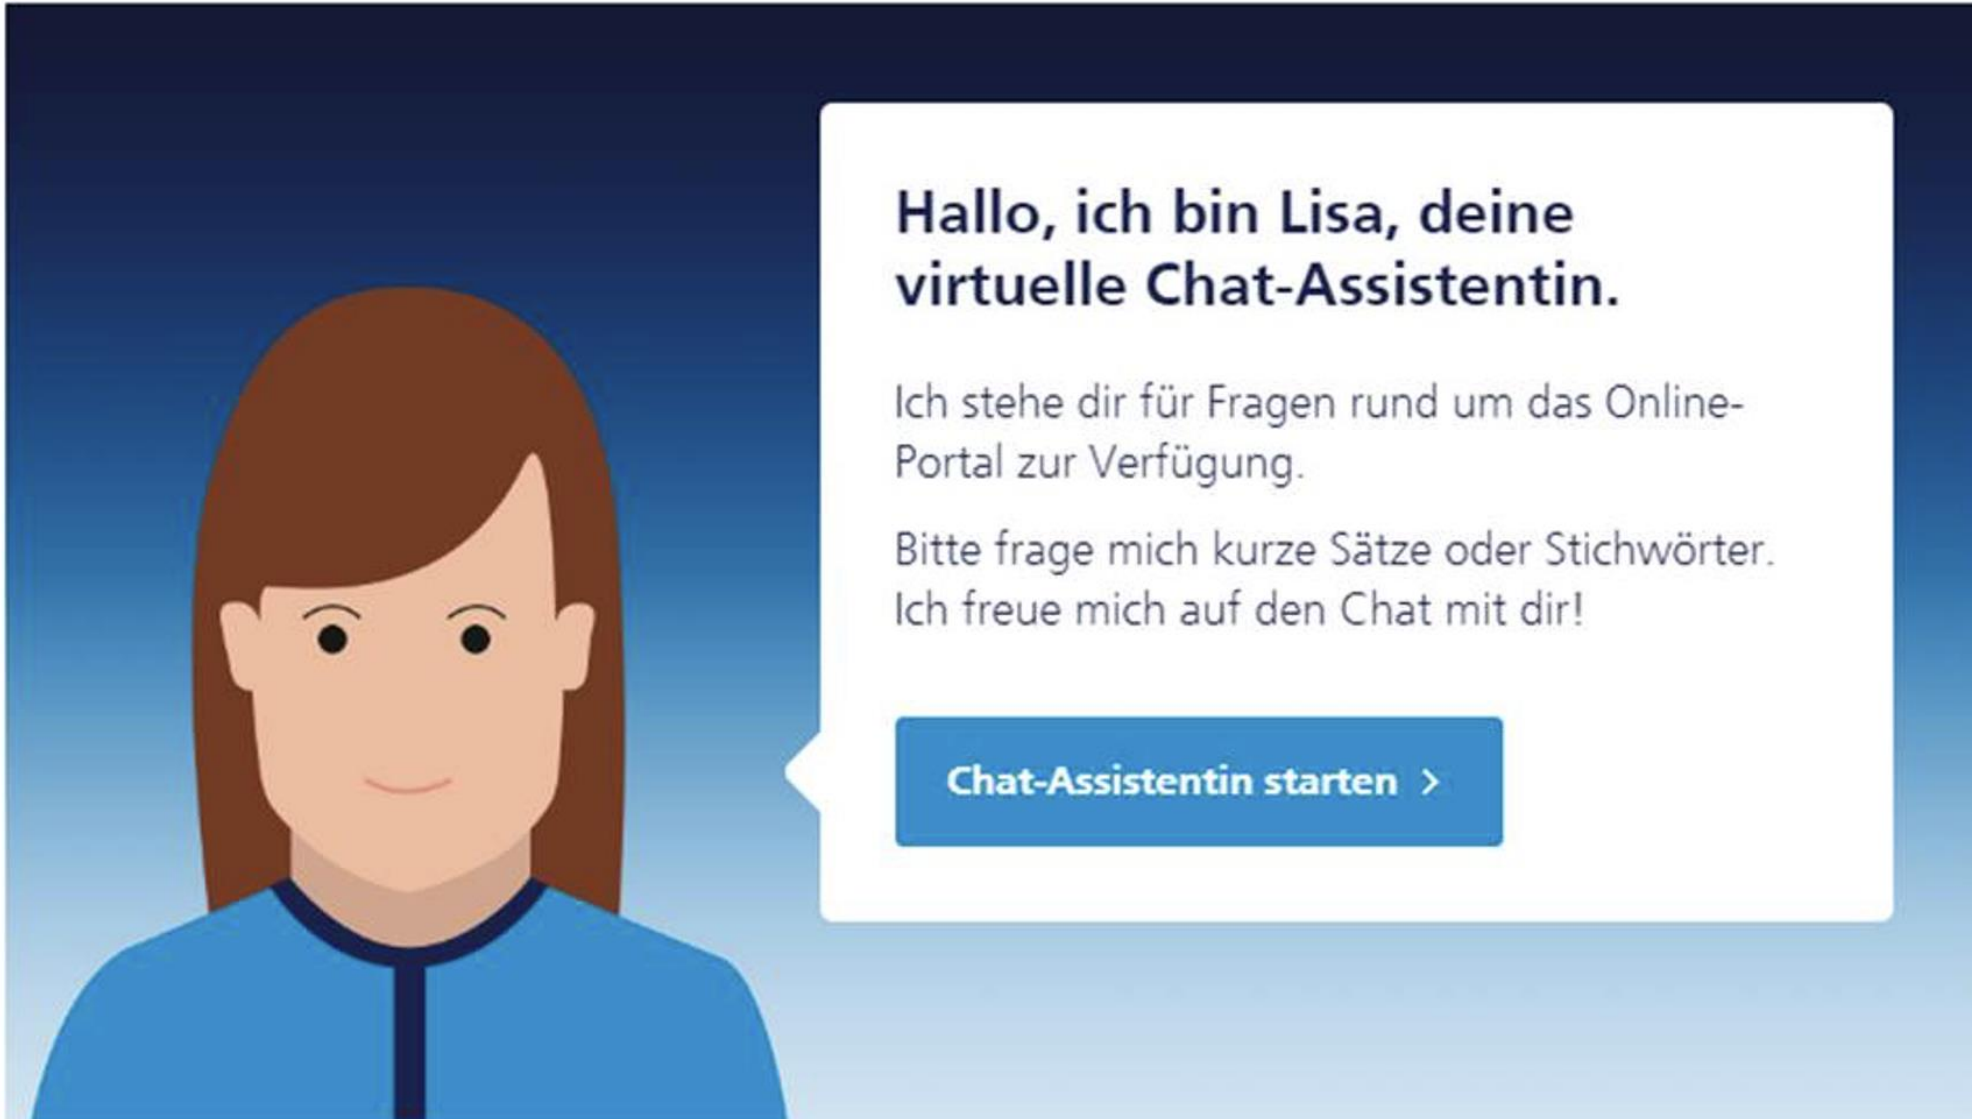 Hallo, ich bin Lisa, deine
virtuelle Chat-Assistentin.
Ich stehe dir für Fragen rund um das Online-
Portal zur Verfügung.
Bitte frage mich kurze Sätze oder Stichwörter.
Ich freue mich auf den Chat mit dir!
Chat-Assistentin starten >